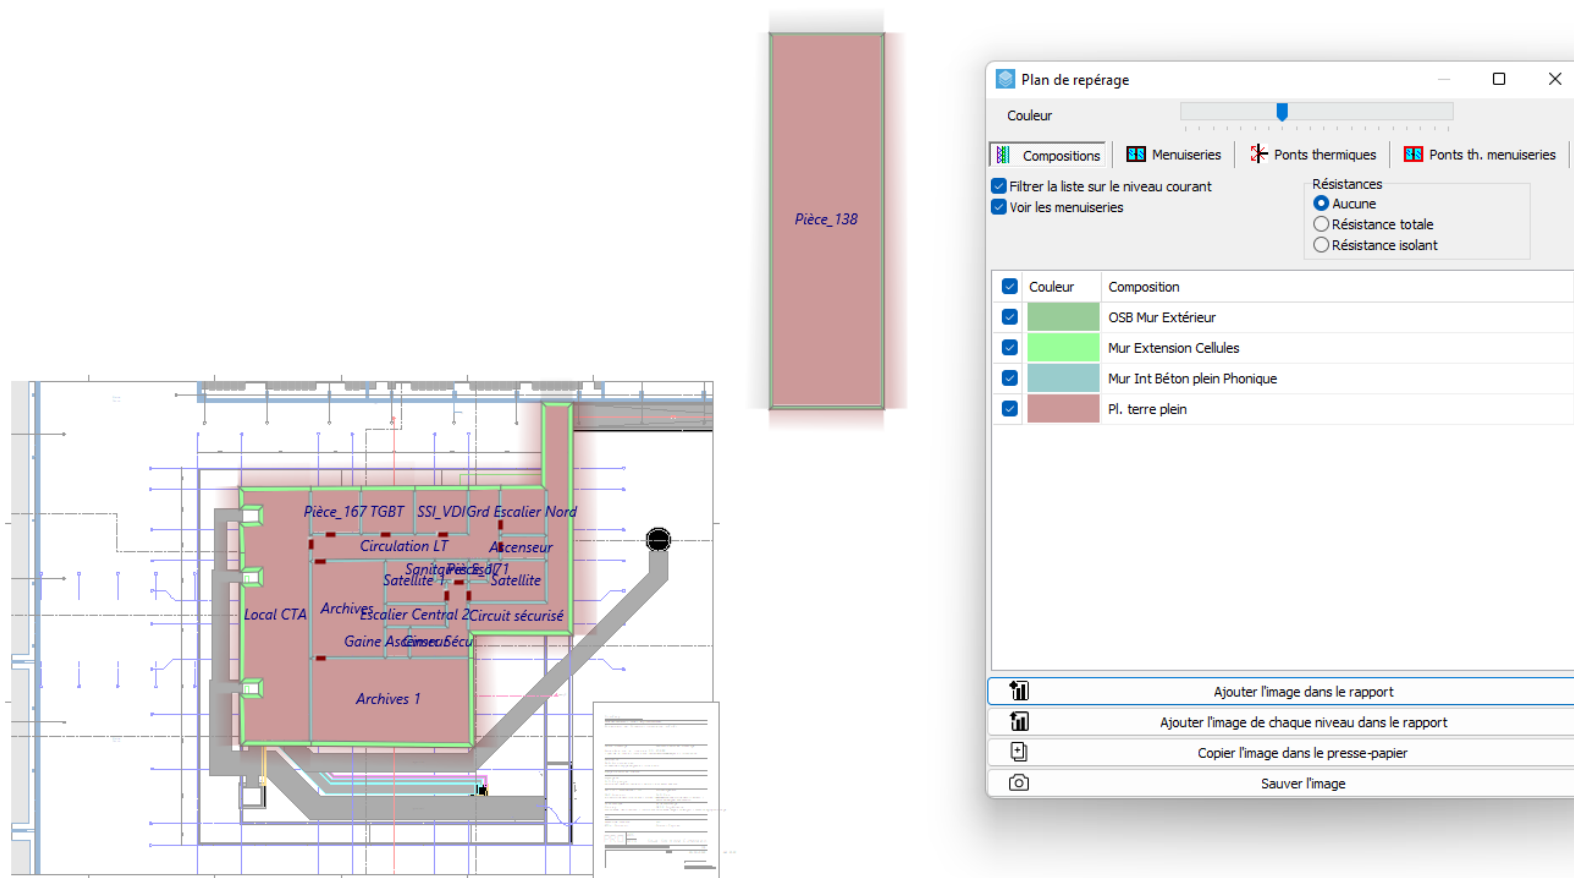 Pièce_138
Pièce_167
TGBT
SSI_VDI
Grd Escalier Nord
Circulation LT
Ascenseur
Satellite 1
Satellite
Local CTA
Archives
Escalier Central 2
Circuit sécurisé
Archives 1
Plan de repérage
Couleur
Compositions
Menuiseries
Ponts thermiques
Ponts th. menuiseries
Filtrer la liste sur le niveau courant
Voir les menuiseries
Résistances
Aucune
Résistance totale
Résistance isolant
Couleur
Composition
OSB Mur Extérieur
Mur Extension Cellules
Mur Int Béton plein Phonique
Pl. terre plein
Ajouter l'image dans le rapport
Ajouter l'image de chaque niveau dans le rapport
Copier l'image dans le presse-papier
Sauver l'image